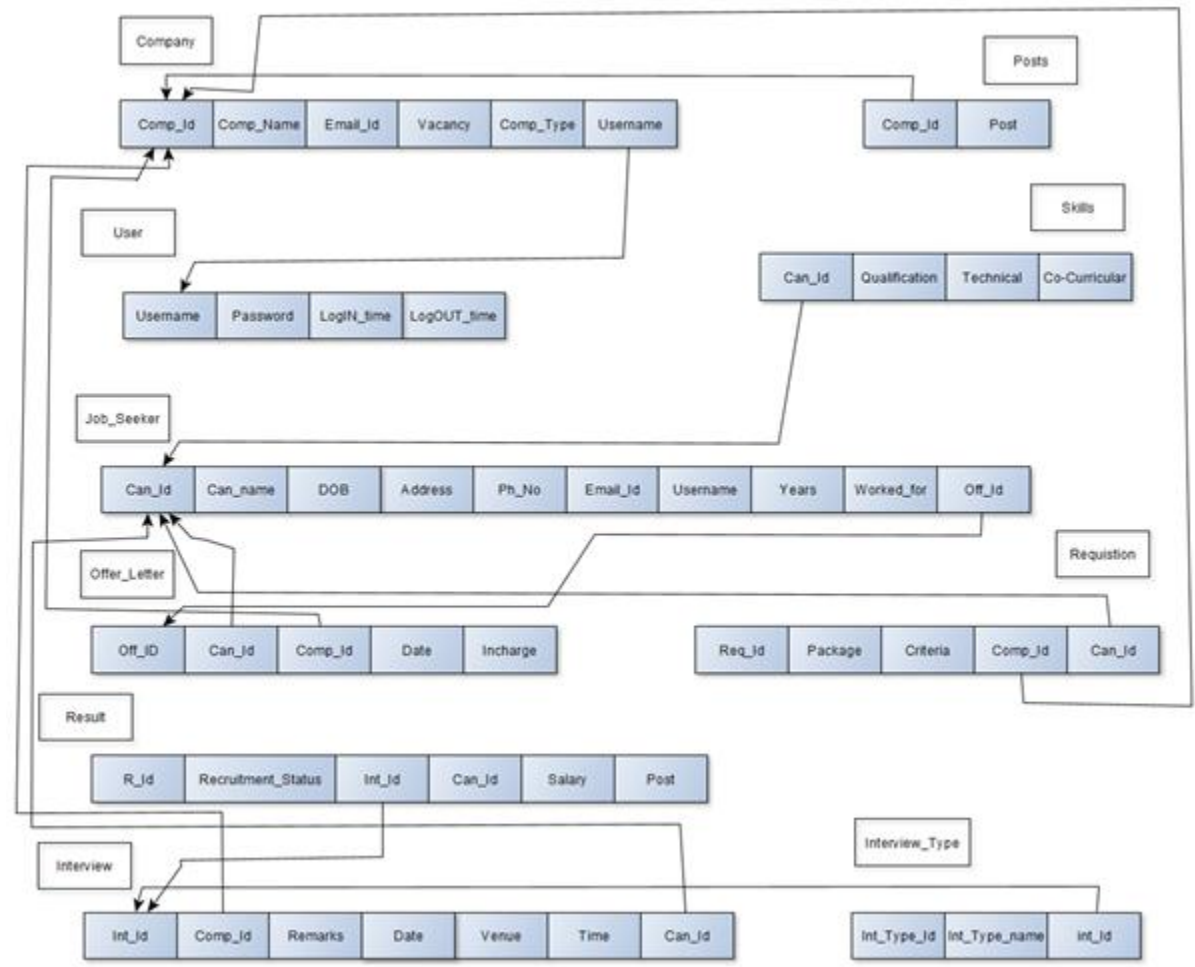 Company
Posts
Comp_Id Comp_Name Email_Id Vacancy Comp_Type Username
Comp_Id Post
Skills
User
Can_Id Qualification Technical Co-Curricular
Username Password LogIN_time LogOUT_time
Job_Seeker
Can_Id Can_name DOB Address Ph_No Email_Id Username Years Worked_for Off_Id
Requistion
Offer_Letter
Off_ID Can_Id Comp_Id Date Incharge
Req_Id Package Criteria Comp_Id Can_Id
Result
R_Id Recruitment_Status Int_Id Can_Id Salary Post
Interview_Type
Interview
Int_Id Comp_Id Remarks Date Venue Time Can_Id
Int_Type_Id Int_Type_name int_Id